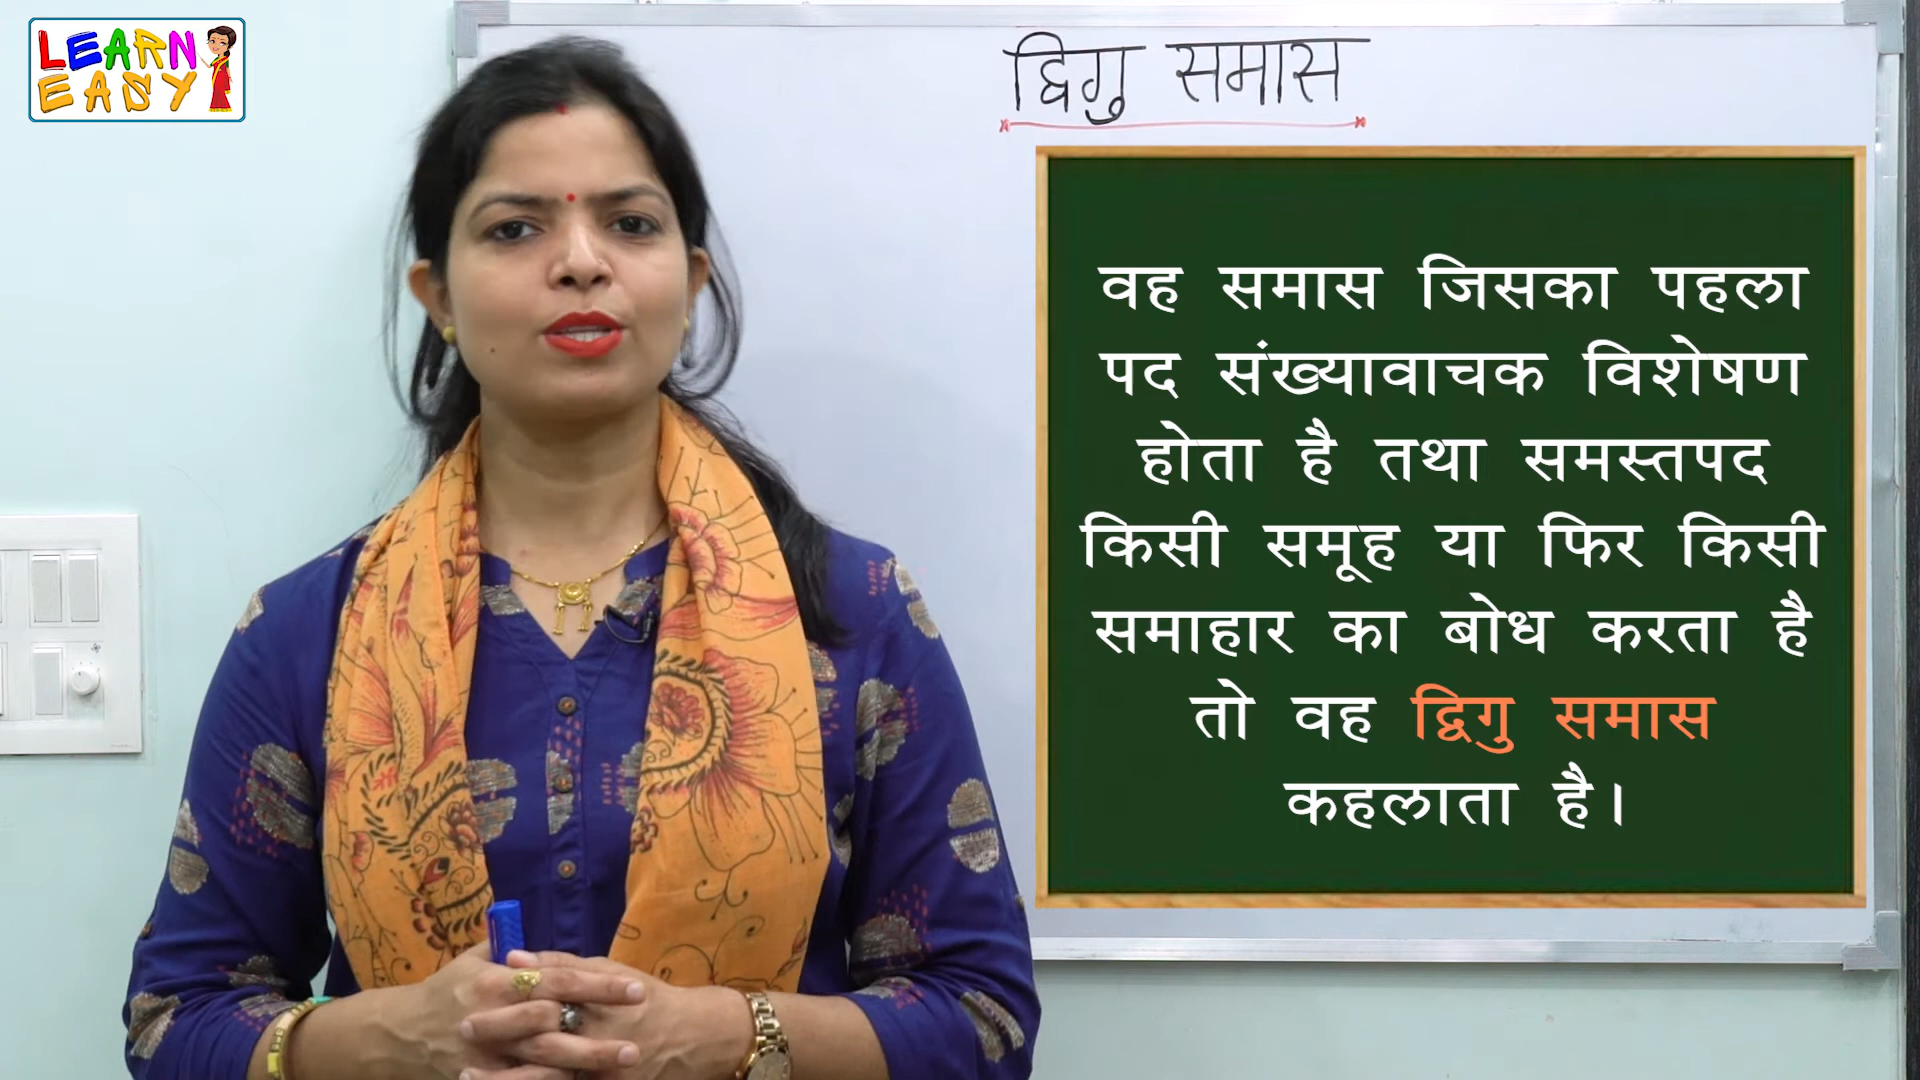 LEARN
EASY
द्विगु समास
वह समास जिसका पहला
पद संख्यावाचक विशेषण
होता है तथा समस्तपद
किसी समूह या फिर किसी
समाहार का बोध करता है
तो वह द्विगु समास
कहलाता है।